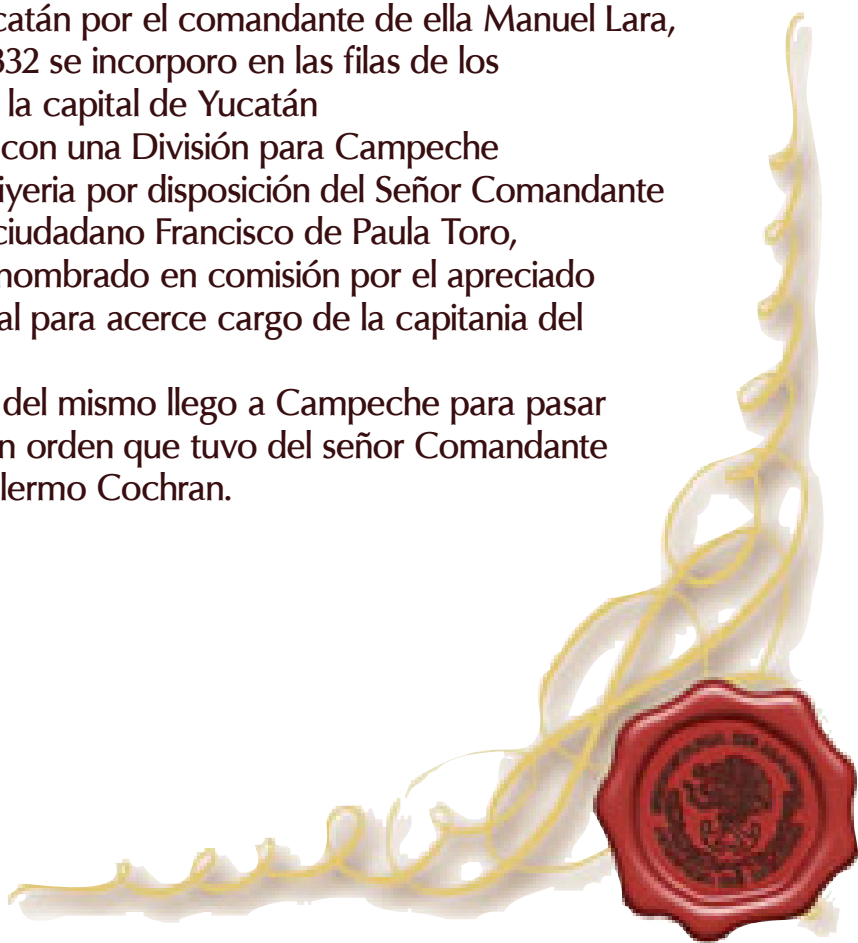 catán por el comandante de ella Manuel Lara,
332 se incorporo en las filas de los
la capital de Yucatán
con una División para Campeche
iyeria por disposición del Señor Comandante
ciudadano Francisco de Paula Toro,
nombrado en comisión por el apreciado
al para acerce cargo de la capitania del
del mismo llego a Campeche para pasar
n orden que tuvo del señor Comandante
lermo Cochran.